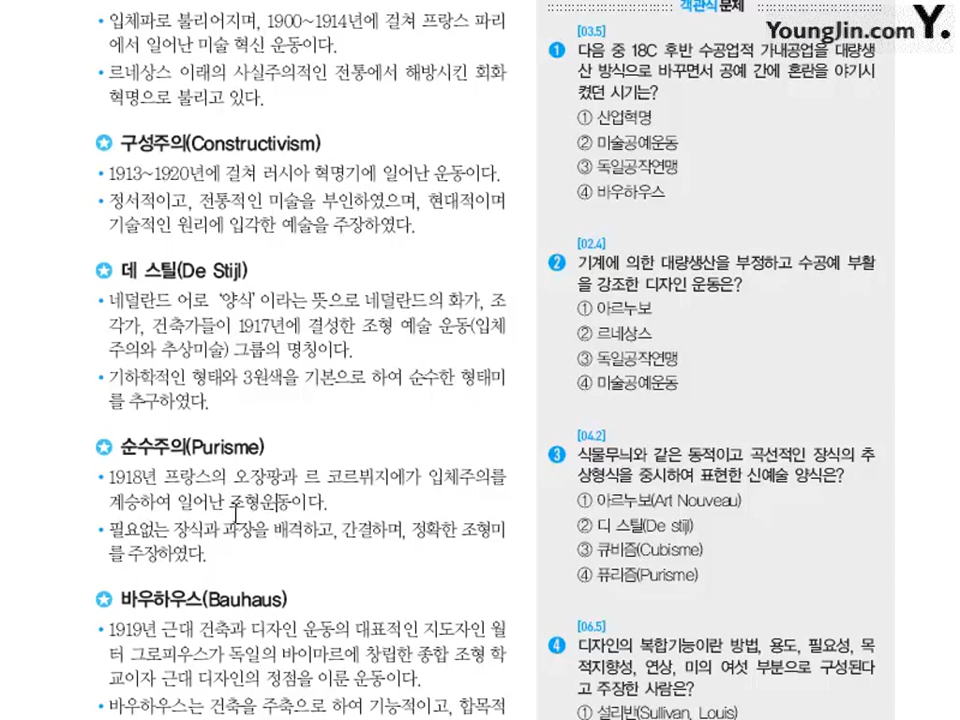 • 입체파로 불리어지며, 1900~1914년에 걸쳐 프랑스 파리
에서 일어난 미술 혁신 운동이다.
• 르네상스 이래의 사실주의적인 전통에서 해방시킨 회화
혁명으로 불리고 있다.
구성주의(Constructivism)
• 1913~1920년에 걸쳐 러시아 혁명기에 일어난 운동이다.
• 정서적이고, 전통적인 미술을 부인하였으며, 현대적이며
기술적인 원리에 입각한 예술을 주장하였다.
데 스틸(De Stijl)
• 네덜란드 어로 '양식'이라는 뜻으로 네덜란드의 화가, 조
각가, 건축가들이 1917년에 결성한 조형 예술 운동(입체
주의와 추상미술) 그룹의 명칭이다.
• 기하학적인 형태와 3원색을 기본으로 하여 순수한 형태미
를 추구하였다.
순수주의(Purisme)
• 1918년 프랑스의 오장팡과 르 코르뷔지에가 입체주의를
계승하여 일어난 조형운동이다.
• 필요없는 장식과 과장을 배격하고, 간결하며, 정확한 조형미
를 주장하였다.
바우하우스(Bauhaus)
• 1919년 근대 건축과 디자인 운동의 대표적인 지도자인 월
터 그로피우스가 독일의 바이마르에 창립한 종합 조형 학
교이자 근대 디자인의 정점을 이룬 운동이다.
• 바우하우스는 건축을 주축으로 하여 기능적이고, 합목적
객관식 문제
YoungJin.com Y.
[03.5]
1 다음 중 18C 후반 수공업적 가내공업을 대량생
산 방식으로 바꾸면서 공예 간에 혼란을 야기시
켰던 시기는?
① 산업혁명
② 미술공예운동
③ 독일공작연맹
④ 바우하우스
[02.4]
2 기계에 의한 대량생산을 부정하고 수공예 부활
을 강조한 디자인 운동은?
① 아르누보
② 르네상스
③ 독일공작연맹
④ 미술공예운동
[04.2]
3 식물무늬와 같은 동적이고 곡선적인 장식의 추
상형식을 중시하여 표현한 신예술 양식은?
① 아르누보(Art Nouveau)
② 디 스틸(De stijl)
③ 큐비즘(Cubisme)
④ 퓨리즘(Purisme)
[06.5]
4 디자인의 복합기능이란 방법, 용도, 필요성, 목
적지향성, 연상, 미의 여섯 부분으로 구성된다
고 주장한 사람은?
① 설리반(Sullivan, Louis)